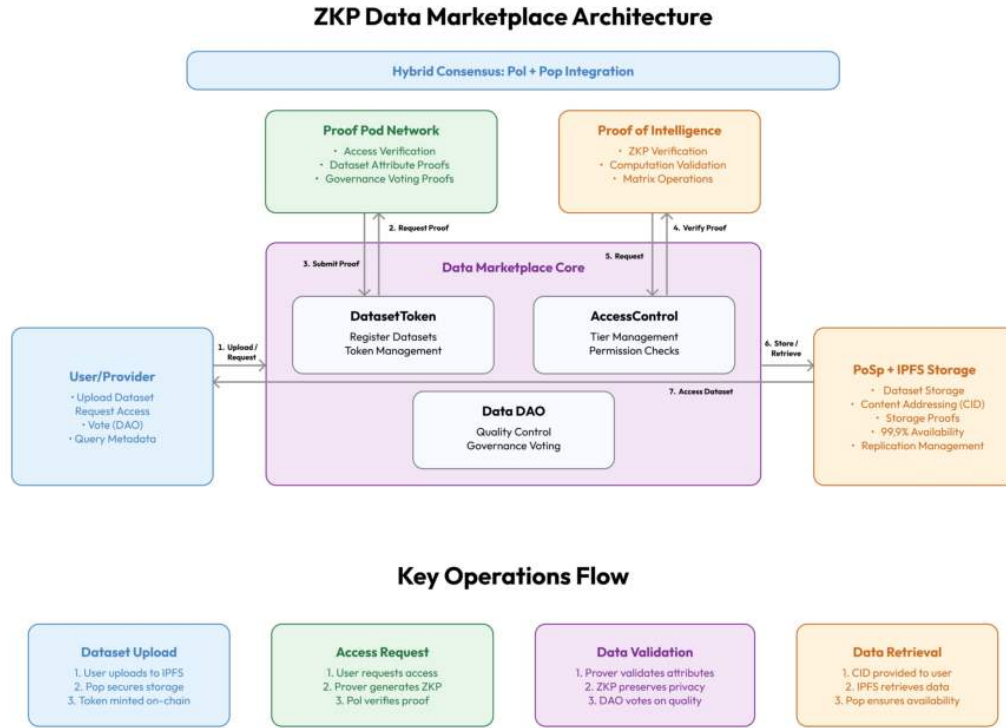 ZKP Data Marketplace Architecture
Hybrid Consensus: PoI + Pop Integration
Proof Pod Network
• Access Verification
• Dataset Attribute Proofs
• Governance Voting Proofs
Proof of Intelligence
• ZKP Verification
• Computation Validation
• Matrix Operations
2. Request Proof
4. Verify Proof
3. Submit Proof
5. Request
Data Marketplace Core
DatasetToken
Register Datasets
Token Management
AccessControl
Tier Management
Permission Checks
1. Upload /
Request
6. Store /
Retrieve
User/Provider
• Upload Dataset
Request Access
• Vote (DAO)
• Query Metadata
7. Access Dataset
Data DAO
Quality Control
Governance Voting
PoSp + IPFS Storage
• Dataset Storage
• Content Addressing (CID)
• Storage Proofs
• 99,9% Availability
• Replication Management
Key Operations Flow
Dataset Upload
1. User uploads to IPFS
2. Pop secures storage
3. Token minted on-chain
Access Request
1. User requests access
2. Prover generates ZKP
3. PoI verifies proof
Data Validation
1. Prover validates attributes
2. ZKP preserves privacy
3. DAO votes on quality
Data Retrieval
1. CID provided to user
2. IPFS retrieves data
3. Pop ensures availability